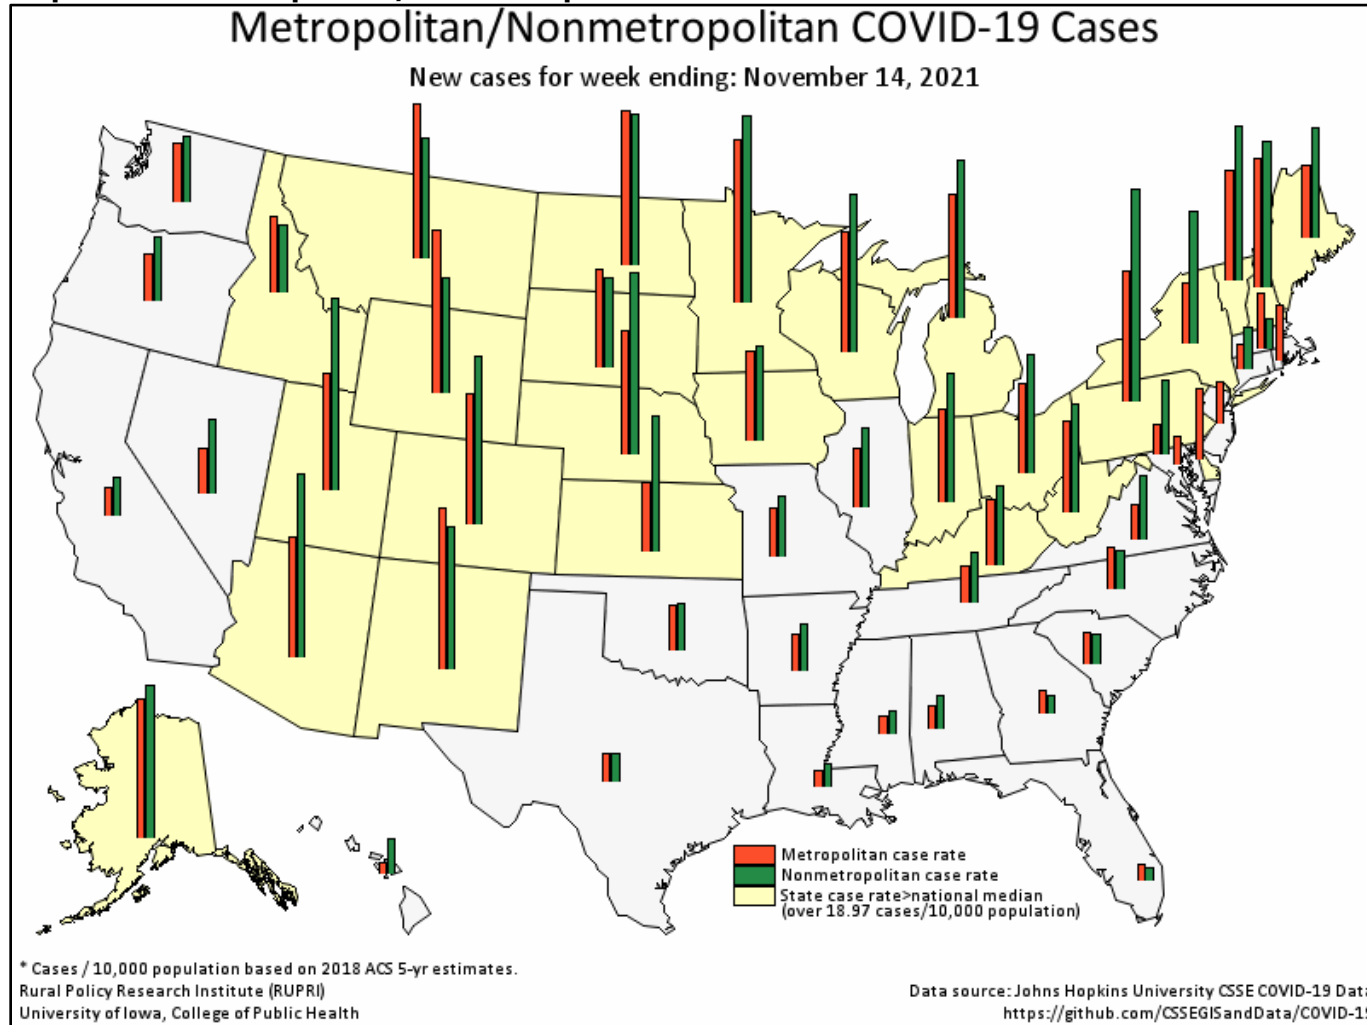 Metropolitan/Nonmetropolitan COVID-19 Cases
New cases for week ending: November 14, 2021
Metropolitan case rate
Nonmetropolitan case rate
State case rate>national median
(over 18.97 cases/10,000 population)
* Cases / 10,000 population based on 2018 ACS 5-yr estimates.
Rural Policy Research Institute (RUPRI)
University of Iowa, College of Public Health
Data source: Johns Hopkins University CSSE COVID-19 Data
https://github.com/CSSEGISandData/COVID-19